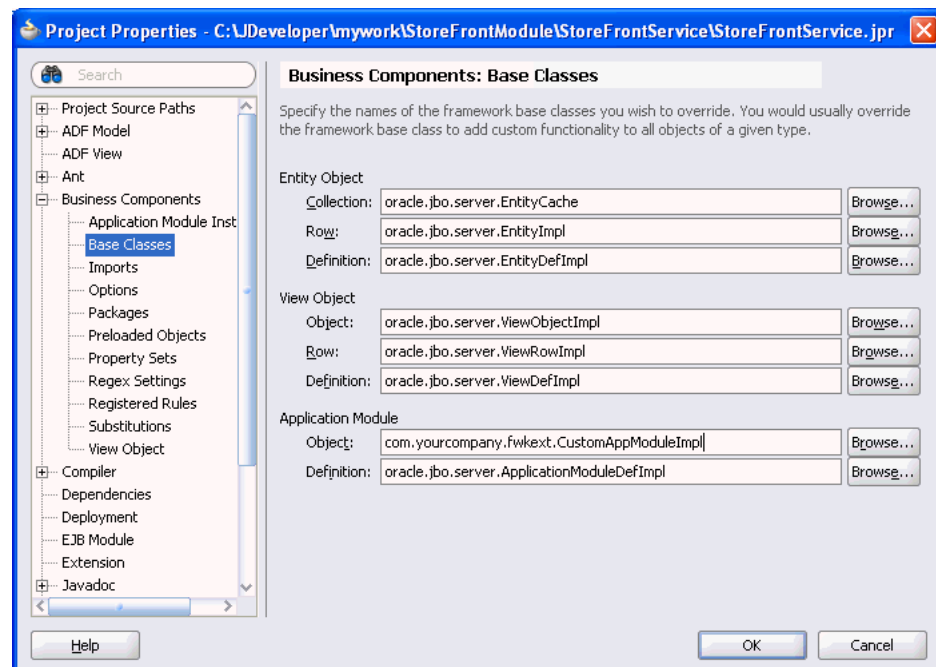 Project Properties - C:\JDeveloper\mywork\StoreFrontModule\StoreFrontService\StoreFrontService.jpr
Search
Project Source Paths
ADF Model
ADF View
Ant
Business Components
Application Module Inst
Base Classes
Imports
Options
Packages
Preloaded Objects
Property Sets
Regex Settings
Registered Rules
Substitutions
View Object
Compiler
Dependencies
Deployment
EJB Module
Extension
Javadoc
Business Components: Base Classes
Specify the names of the framework base classes you wish to override. You would usually override
the framework base class to add custom functionality to all objects of a given type.
Entity Object
Collection: oracle.jbo.server.EntityCache Browse...
Row: oracle.jbo.server.EntityImpl Browse...
Definition: oracle.jbo.server.EntityDefImpl Browse...
View Object
Object: oracle.jbo.server.ViewObjectImpl Browse...
Row: oracle.jbo.server.ViewRowImpl Browse...
Definition: oracle.jbo.server.ViewDefImpl Browse...
Application Module
Object: com.yourcompany.fwkext.CustomAppModuleImpl Browse...
Definition: oracle.jbo.server.ApplicationModuleDefImpl Browse...
Help OK Cancel